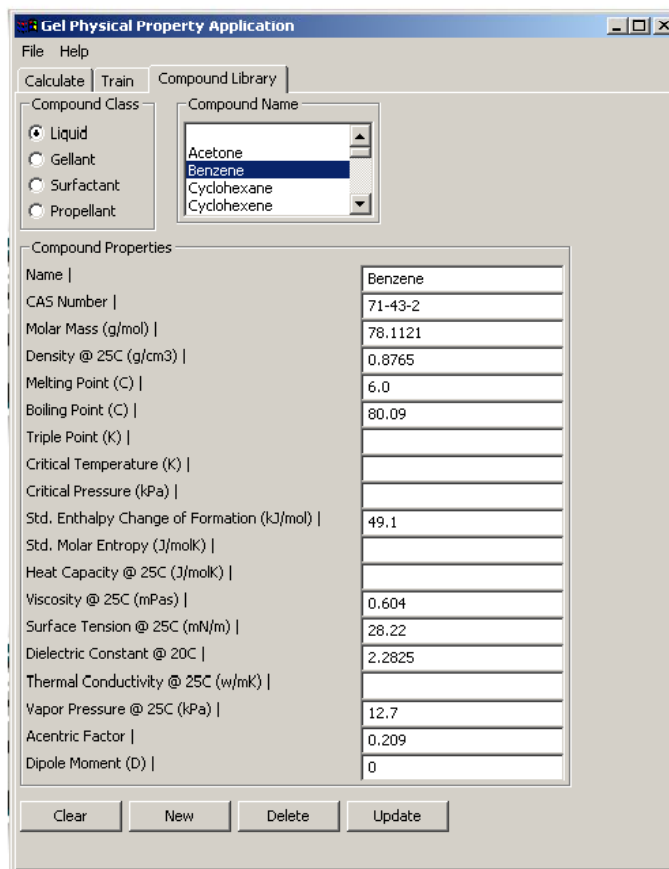 Gel Physical Property Application
File Help
Calculate Train Compound Library
Compound Class
Liquid
Gellant
Surfactant
Propellant
Compound Name
Acetone
Benzene
Cyclohexane
Cyclohexene
Compound Properties
Name | Benzene
CAS Number | 71-43-2
Molar Mass (g/mol) | 78.1121
Density @ 25C (g/cm3) | 0.8765
Melting Point (C) | 6.0
Boiling Point (C) | 80.09
Triple Point (K) |
Critical Temperature (K) |
Critical Pressure (kPa) |
Std. Enthalpy Change of Formation (kJ/mol) | 49.1
Std. Molar Entropy (J/molK) |
Heat Capacity @ 25C (J/molK) |
Viscosity @ 25C (mPas) | 0.604
Surface Tension @ 25C (mN/m) | 28.22
Dielectric Constant @ 20C | 2.2825
Thermal Conductivity @ 25C (w/mK) |
Vapor Pressure @ 25C (kPa) | 12.7
Acentric Factor | 0.209
Dipole Moment (D) | 0
Clear New Delete Update